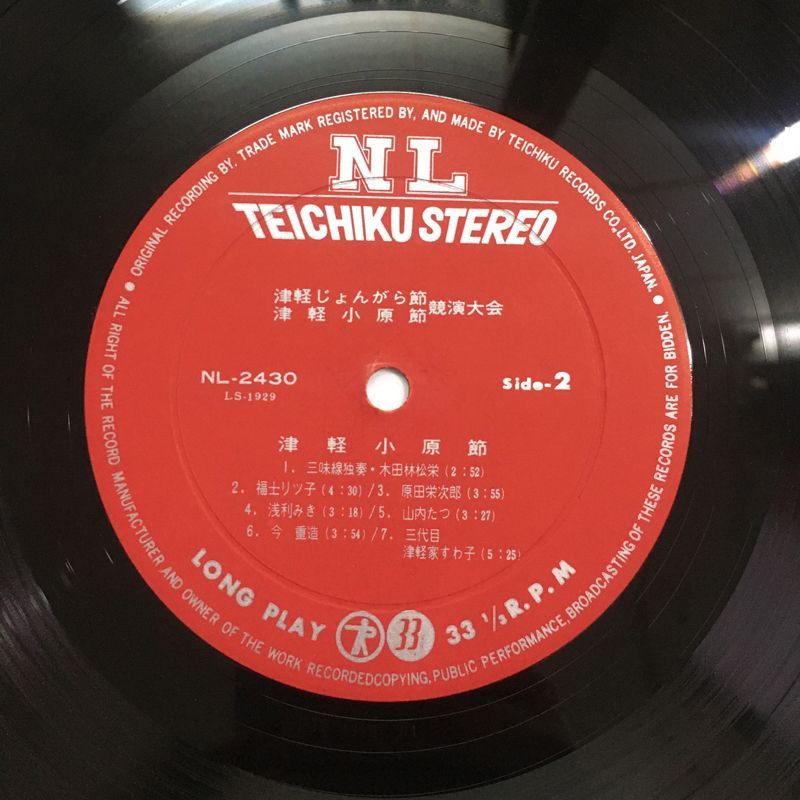 ORIGINAL RECORDING BY, TRADE MARK REGISTERED BY, AND MADE BY TEICHIKU RECORDS CO., LTD. JAPAN.
NL
TEICHIKU STEREO
津軽じょんがら節
津軽小原節
競演大会
NL-2430
LS-1929
Side-2
津軽小原節
1. 三味線独奏・木田林松栄(2:52)
2. 福士リツ子(4:30)/3. 原田栄次郎(3:55)
4. 浅利みき(3:18)/5. 山内たつ(3:27)
6. 今 重造(3:54)/7. 三代目
津軽家すわ子(5:25)
LONG PLAY
33
33 1/3 R.P.M
ALL RIGHT OF THE RECORD MANUFACTURER AND OWNER OF THE WORK RECORDEDCOPYING, PUBLIC PERFORMANCE, BROADCASTING OF THESE RECORDS ARE FOR BIDDEN.